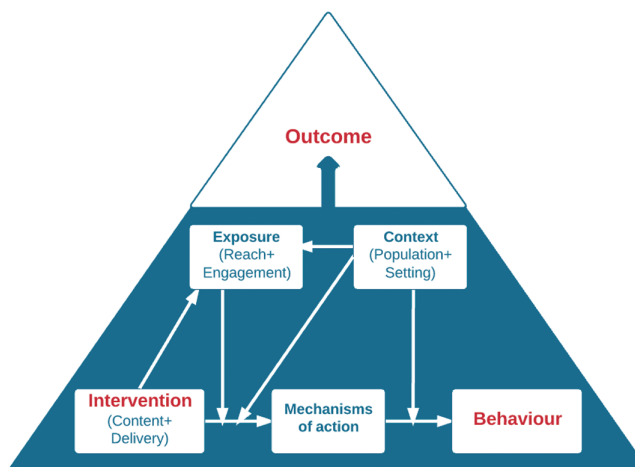 Outcome
Exposure
(Reach+
Engagement)
Context
(Population+
Setting)
Intervention
(Content+
Delivery)
Mechanisms
of action
Behaviour